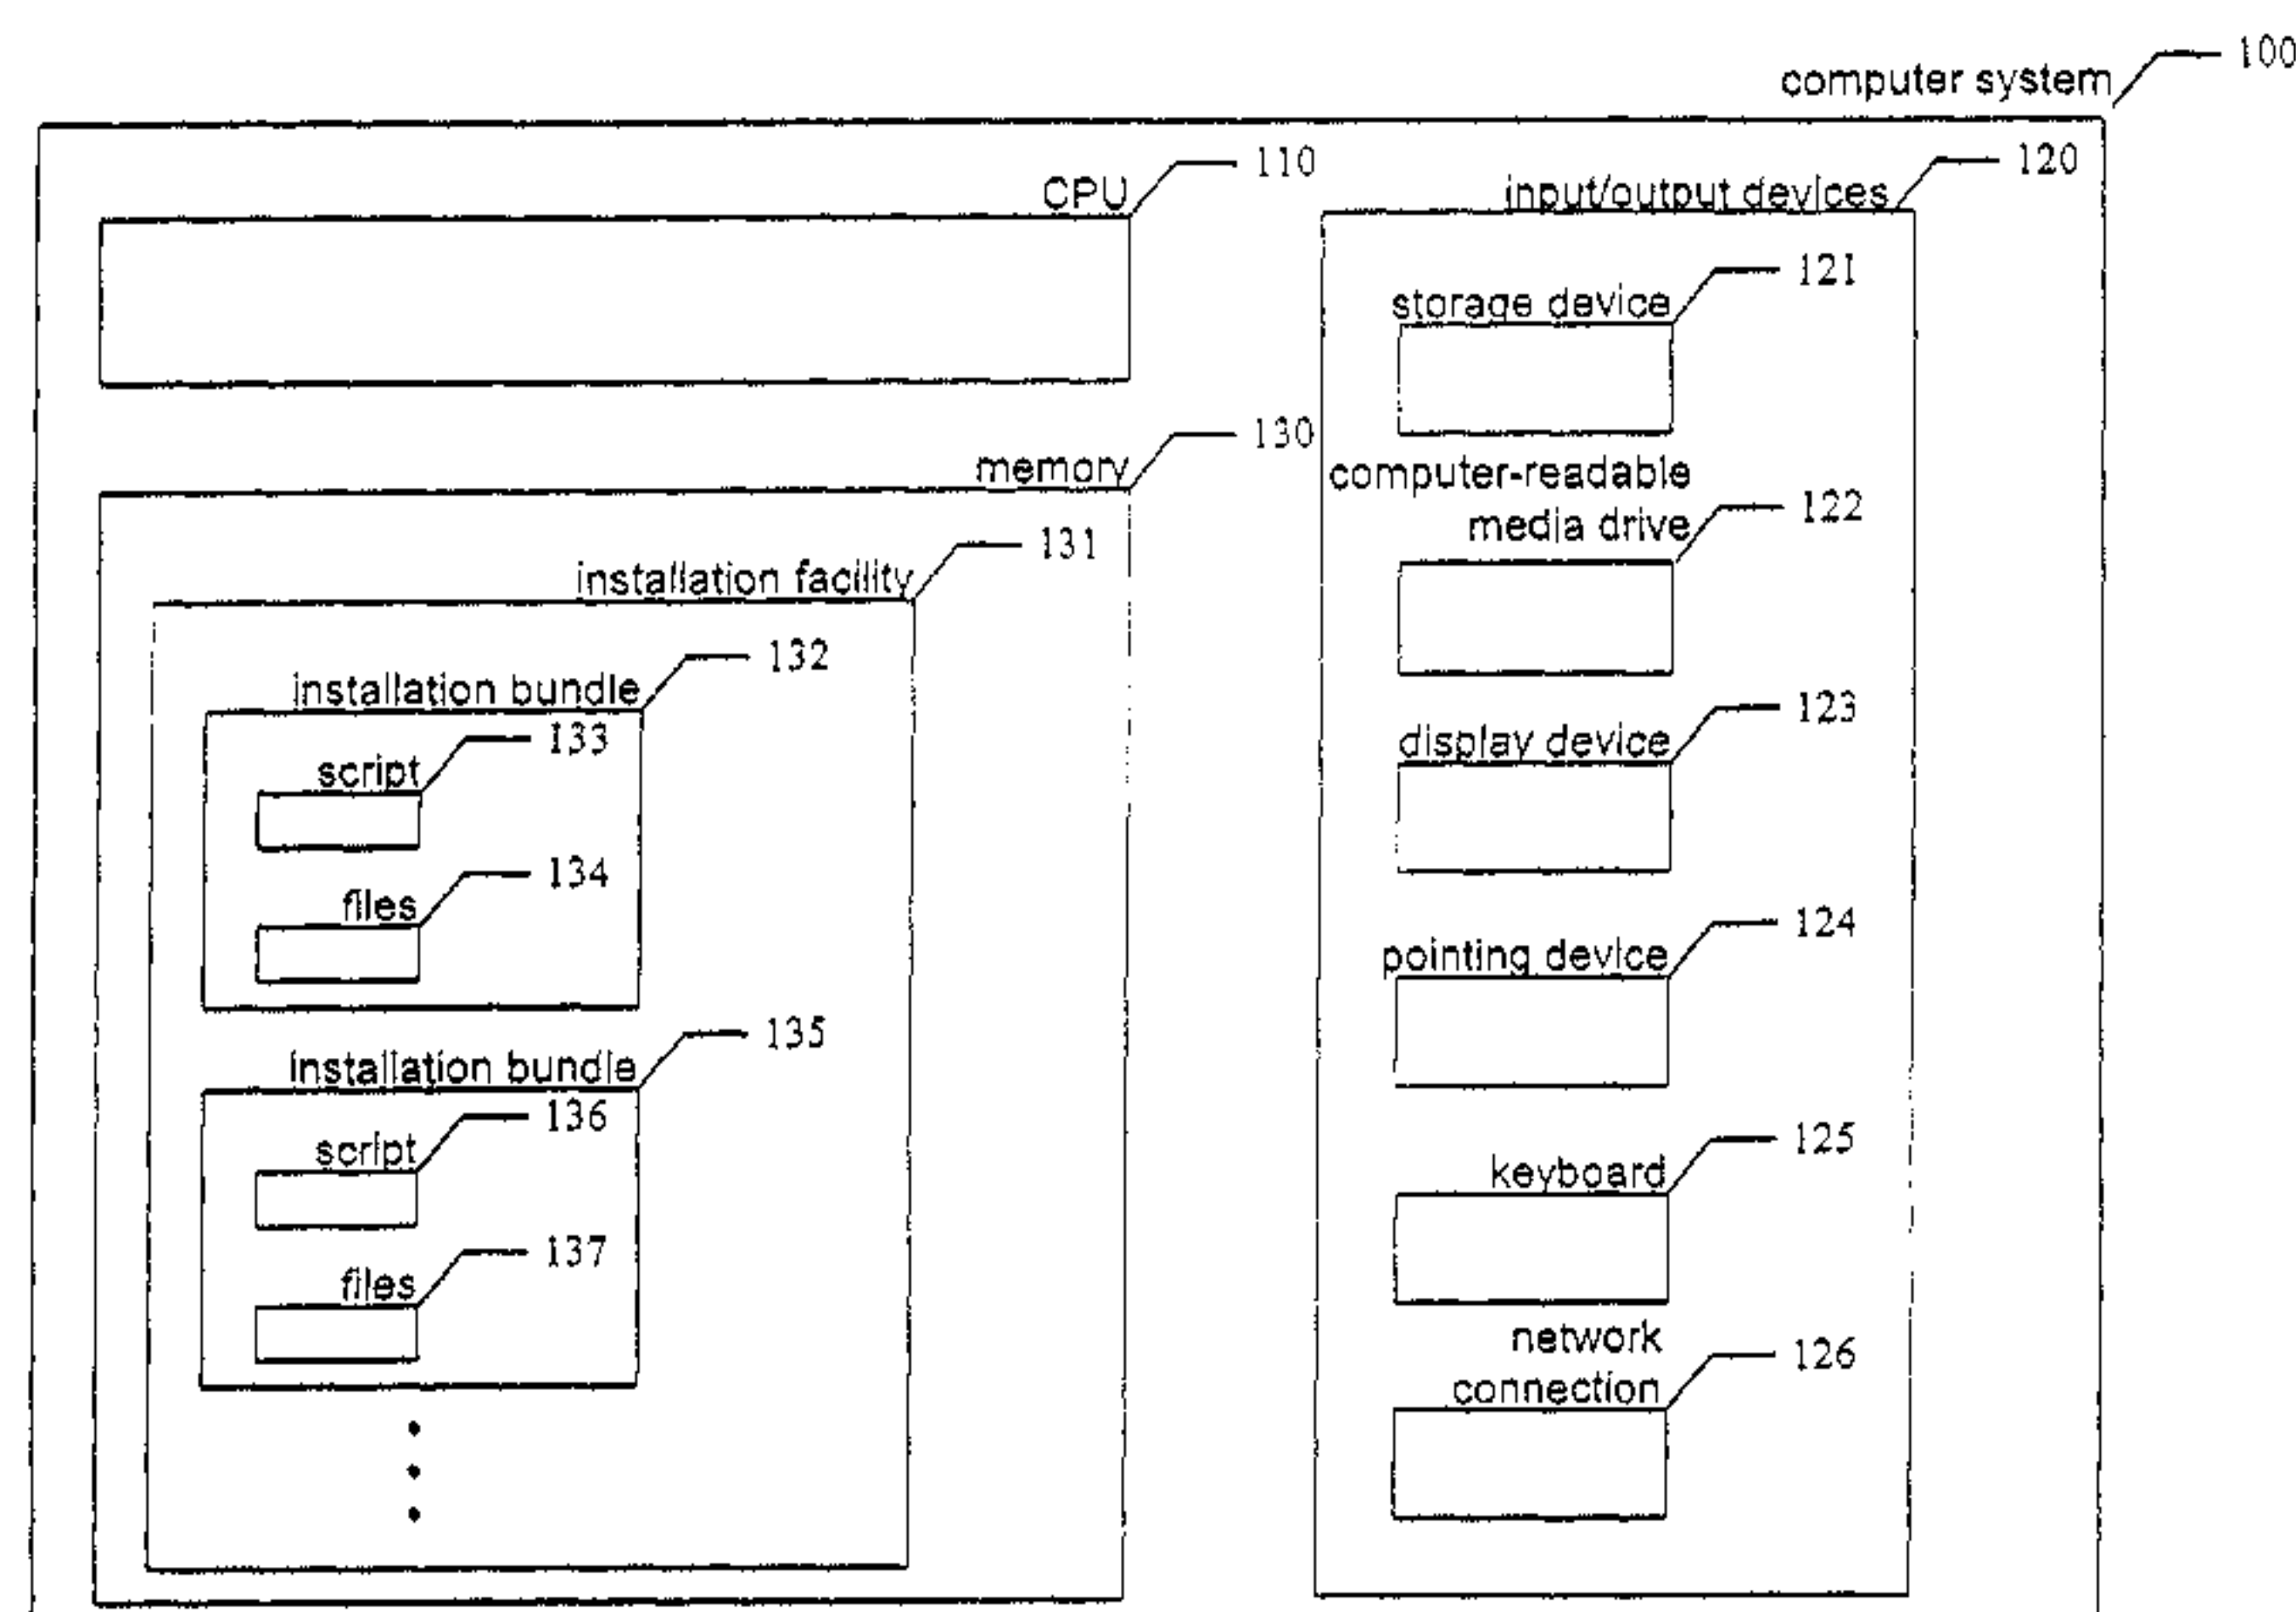 computer system 100
CPU 110
input/output devices 120
storage device 121
memory 130
computer-readable
media drive 122
installation facility 131
installation bundle 132
script 133
files 134
display device 123
pointing device 124
installation bundle 135
script 136
files 137
keyboard 125
network
connection 126